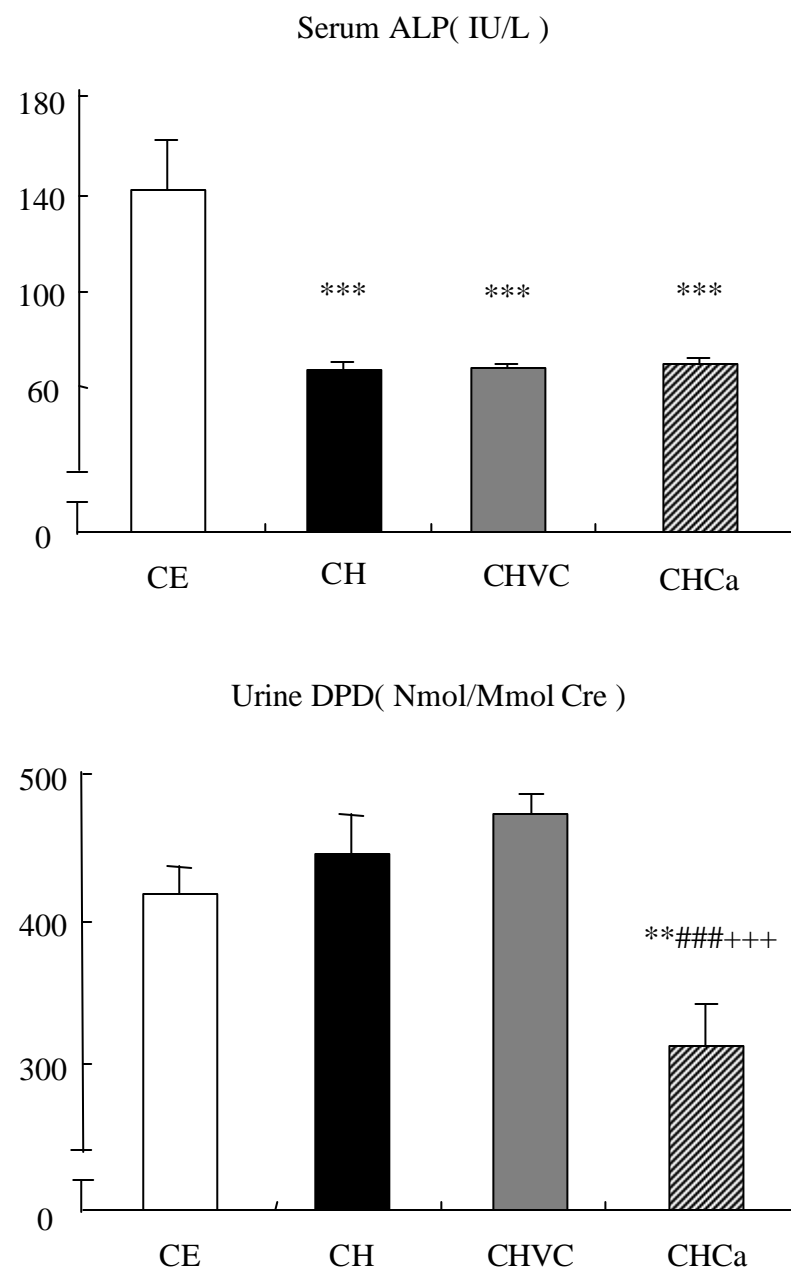 Serum ALP( IU/L )
180
140
100
*** *** ***
60
0
CE CH CHVC CHCa
Urine DPD( Nmol/Mmol Cre )
500
400
**###+++
300
0
CE CH CHVC CHCa